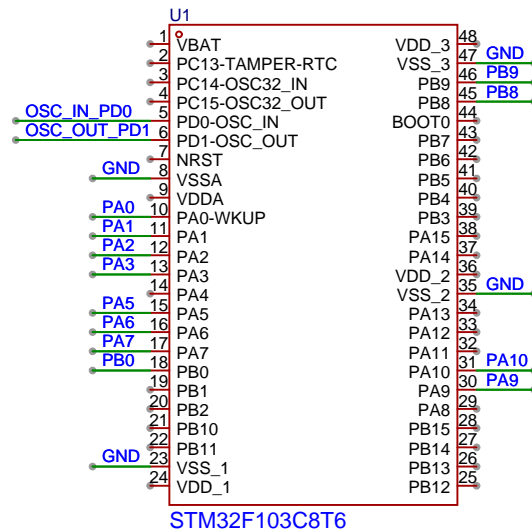 U1
1 VBAT VDD_3 48
2 PC13-TAMPER-RTC VSS_3 47 GND
3 PC14-OSC32_IN PB9 46 PB9
4 PC15-OSC32_OUT PB8 45 PB8
OSC_IN_PD0 5 PD0-OSC_IN BOOT0 44
OSC_OUT_PD1 6 PD1-OSC_OUT PB7 43
7 NRST PB6 42
GND 8 VSSA PB5 41
9 VDDA PB4 40
PA0 10 PA0-WKUP PB3 39
PA1 11 PA1 PA15 38
PA2 12 PA2 PA14 37
PA3 13 PA3 VDD_2 36
14 PA4 VSS_2 35 GND
PA5 15 PA5 PA13 34
PA6 16 PA6 PA12 33
PA7 17 PA7 PA11 32
PB0 18 PB0 PA10 31 PA10
19 PB1 PA9 30 PA9
20 PB2 PA8 29
21 PB10 PB15 28
22 PB11 PB14 27
GND 23 VSS_1 PB13 26
24 VDD_1 PB12 25
STM32F103C8T6